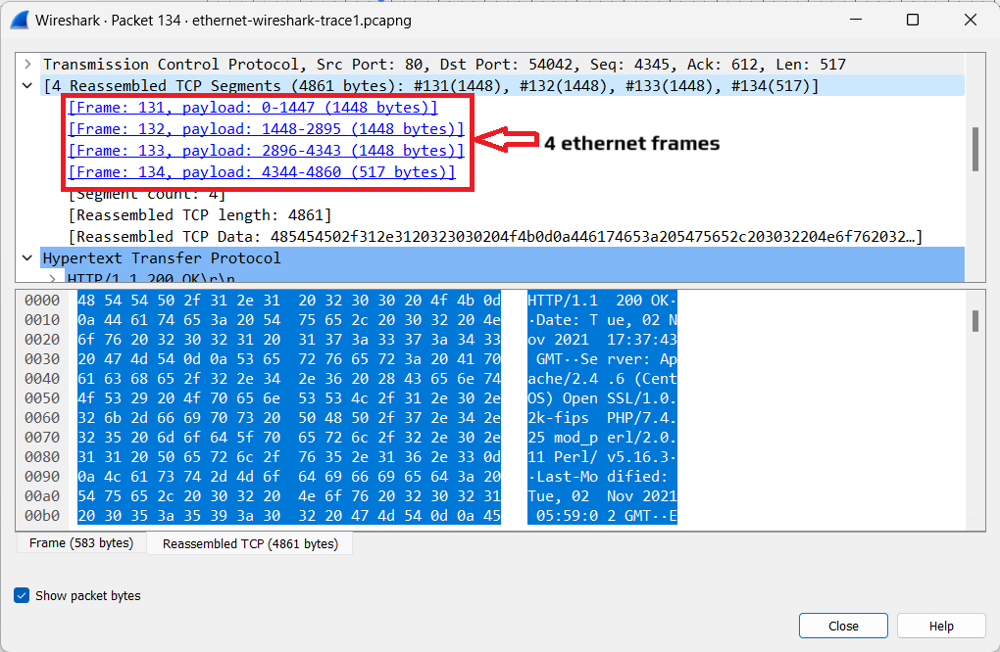 Wireshark · Packet 134 · ethernet-wireshark-trace1.pcapng
Transmission Control Protocol, Src Port: 80, Dst Port: 54042, Seq: 4345, Ack: 612, Len: 517
[4 Reassembled TCP Segments (4861 bytes): #131(1448), #132(1448), #133(1448), #134(517)]
[Frame: 131, payload: 0-1447 (1448 bytes)]
[Frame: 132, payload: 1448-2895 (1448 bytes)]
[Frame: 133, payload: 2896-4343 (1448 bytes)]
[Frame: 134, payload: 4344-4860 (517 bytes)]
4 ethernet frames
[Segment count: 4]
[Reassembled TCP length: 4861]
[Reassembled TCP Data: 485454502f312e3120323030204f4b0d0a446174653a205475652c203032204e6f762032…]
Hypertext Transfer Protocol
HTTP/1.1 200 OK\r\n
0000 48 54 54 50 2f 31 2e 31 20 32 30 30 20 4f 4b 0d HTTP/1.1 200 OK·
0010 0a 44 61 74 65 3a 20 54 75 65 2c 20 30 32 20 4e ·Date: T ue, 02 N
0020 6f 76 20 32 30 32 31 20 31 37 3a 33 37 3a 34 33 ov 2021 17:37:43
0030 20 47 4d 54 0d 0a 53 65 72 76 65 72 3a 20 41 70 GMT··Se rver: Ap
0040 61 63 68 65 2f 32 2e 34 2e 36 20 28 43 65 6e 74 ache/2.4 .6 (Cent
0050 4f 53 29 20 4f 70 65 6e 53 53 4c 2f 31 2e 30 2e OS) Open SSL/1.0.
0060 32 6b 2d 66 69 70 73 20 50 48 50 2f 37 2e 34 2e 2k-fips PHP/7.4.
0070 32 35 20 6d 6f 64 5f 70 65 72 6c 2f 32 2e 30 2e 25 mod_p erl/2.0.
0080 31 31 20 50 65 72 6c 2f 76 35 2e 31 36 2e 33 0d 11 Perl/ v5.16.3·
0090 0a 4c 61 73 74 2d 4d 6f 64 69 66 69 65 64 3a 20 ·Last-Mo dified:
00a0 54 75 65 2c 20 30 32 20 4e 6f 76 20 32 30 32 31 Tue, 02 Nov 2021
00b0 20 30 35 3a 35 39 3a 30 32 20 47 4d 54 0d 0a 45 05:59:0 2 GMT··E
Frame (583 bytes) Reassembled TCP (4861 bytes)
Show packet bytes
Close Help